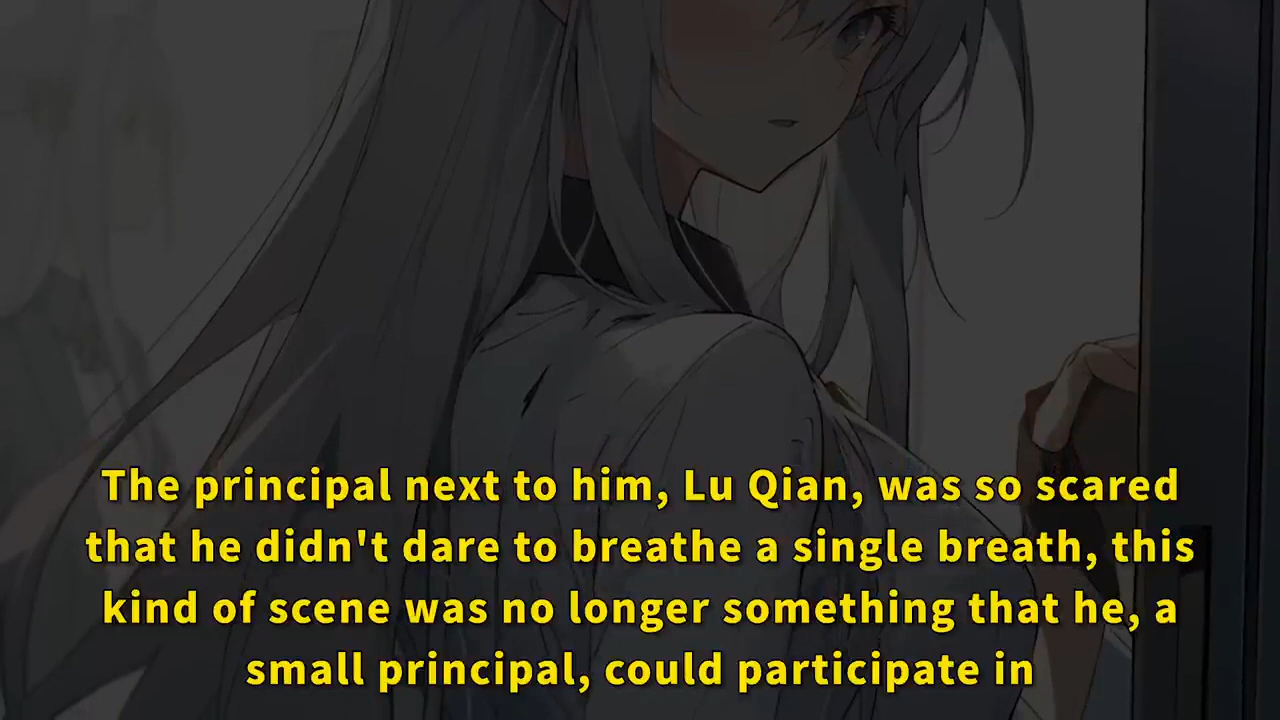 The principal next to him, Lu Qian, was so scared
that he didn't dare to breathe a single breath, this
kind of scene was no longer something that he, a
small principal, could participate in